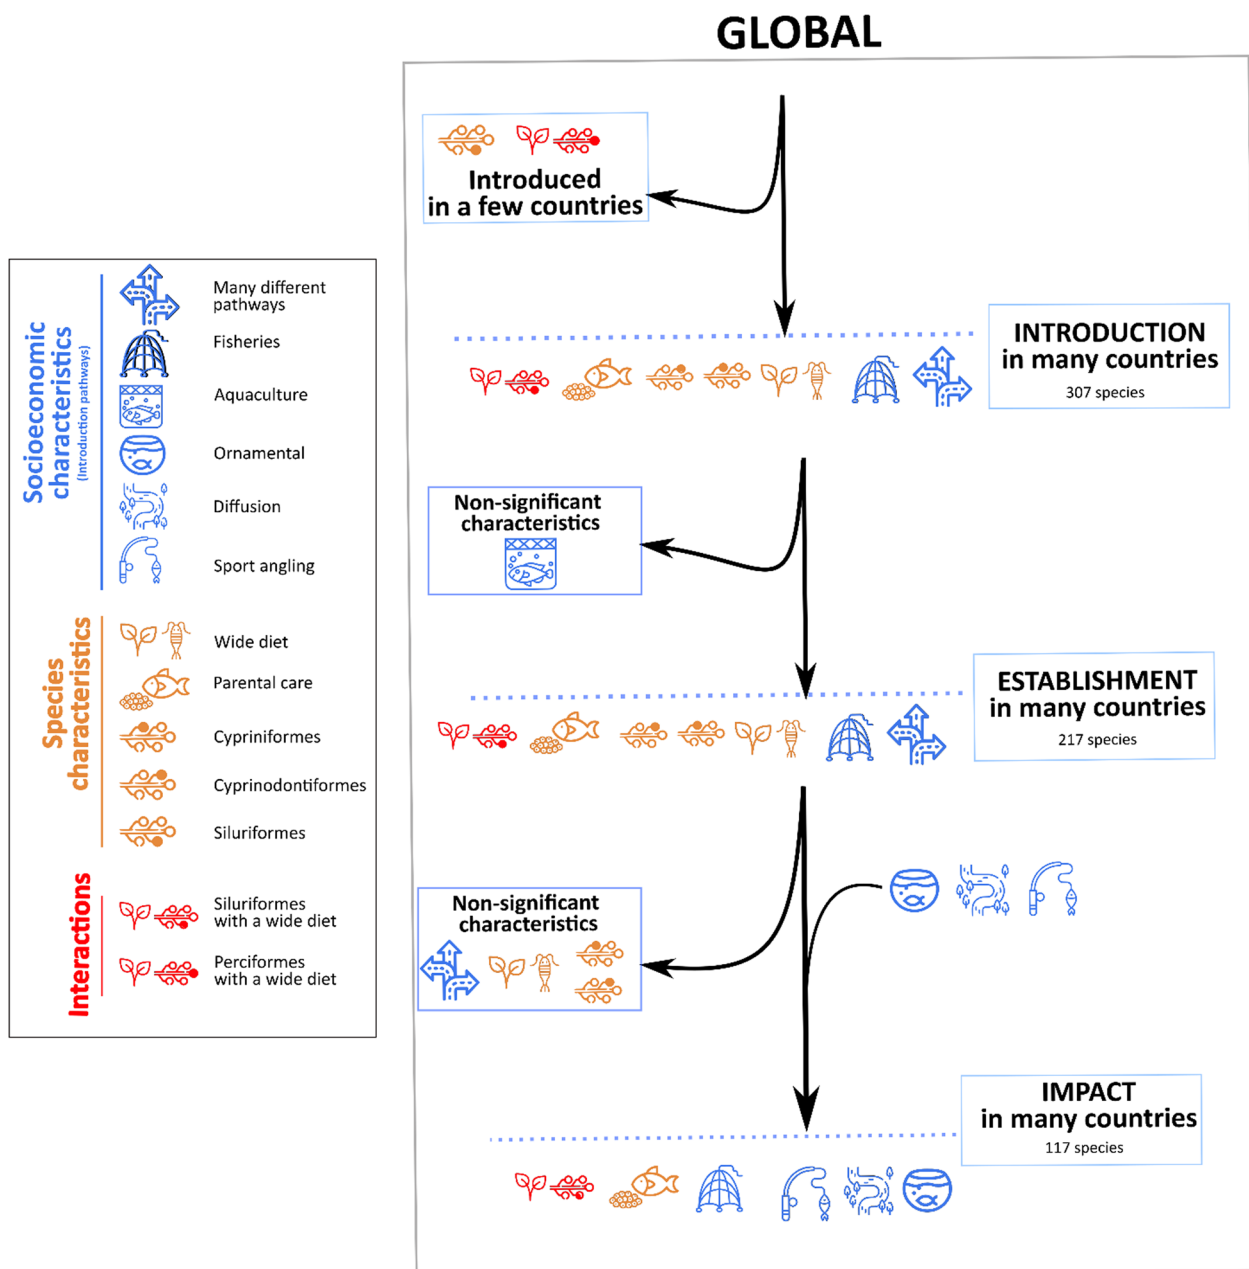 GLOBAL
Introduced
in a few countries
INTRODUCTION
in many countries
307 species
Non-significant
characteristics
ESTABLISHMENT
in many countries
217 species
Non-significant
characteristics
IMPACT
in many countries
117 species
Socioeconomic
characteristics
(Introduction pathways)
Many different
pathways
Fisheries
Aquaculture
Ornamental
Diffusion
Sport angling
Species
characteristics
Wide diet
Parental care
Cypriniformes
Cyprinodontiformes
Siluriformes
Interactions
Siluriformes
with a wide diet
Perciformes
with a wide diet